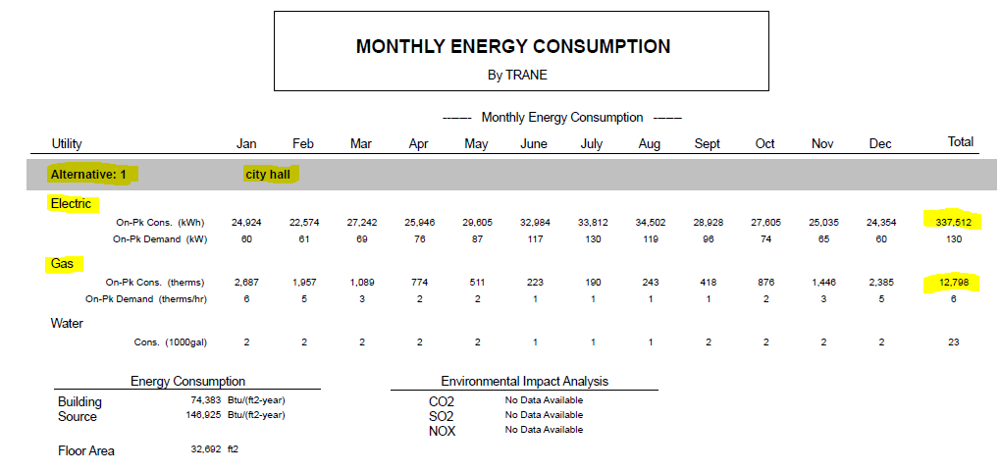 MONTHLY ENERGY CONSUMPTION
By TRANE
------- Monthly Energy Consumption -------
Utility Jan Feb Mar Apr May June July Aug Sept Oct Nov Dec Total
Alternative: 1 city hall
Electric
On-Pk Cons. (kWh) 24,924 22,574 27,242 25,946 29,605 32,984 33,812 34,502 28,928 27,605 25,035 24,354 337,512
On-Pk Demand (kW) 60 61 69 76 87 117 130 119 96 74 65 60 130
Gas
On-Pk Cons. (therms) 2,687 1,957 1,089 774 511 223 190 243 418 876 1,446 2,385 12,798
On-Pk Demand (therms/hr) 6 5 3 2 2 1 1 1 1 2 3 5 6
Water
Cons. (1000gal) 2 2 2 2 2 1 1 1 2 2 2 2 23
Energy Consumption Environmental Impact Analysis
Building 74,383 Btu/(ft2-year) CO2 No Data Available
Source 146,925 Btu/(ft2-year) SO2 No Data Available
NOX No Data Available
Floor Area 32,692 ft2